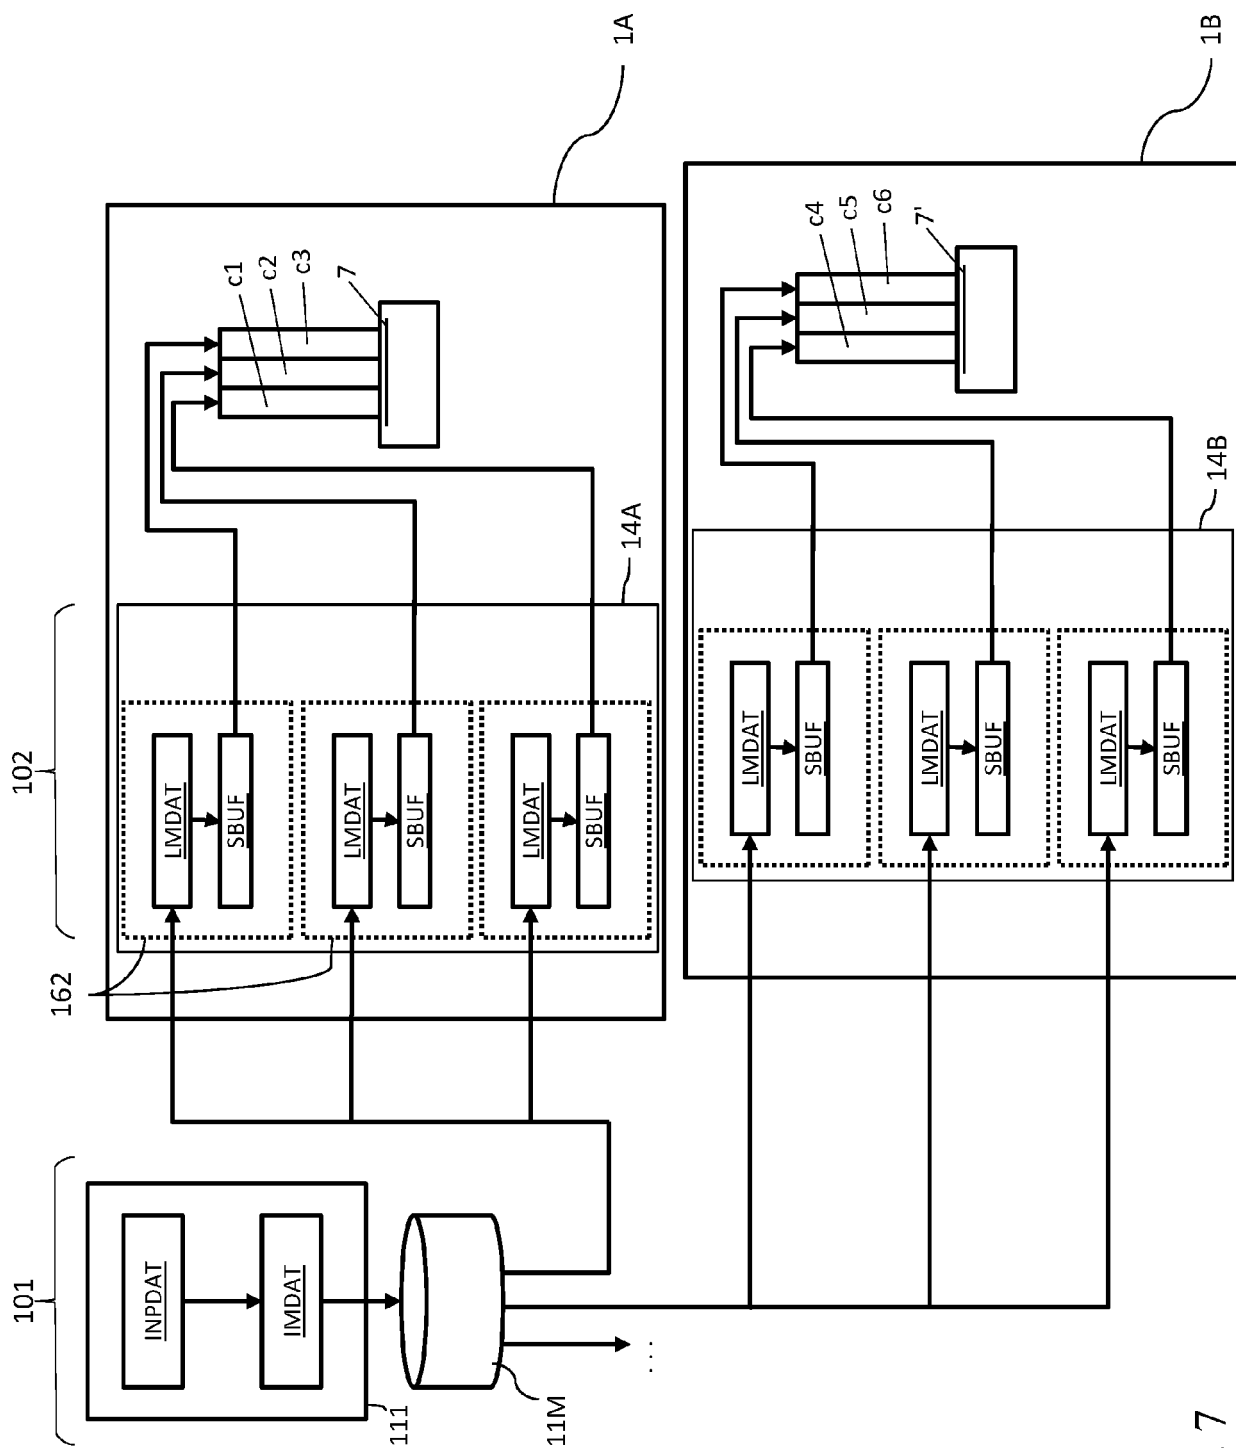 101
INPDAT
IMDAT
111
11M
...
102
162
LMDAT
SBUF
LMDAT
SBUF
LMDAT
SBUF
14A
c1
c2
c3
7
1A
LMDAT
SBUF
LMDAT
SBUF
LMDAT
SBUF
14B
c4
c5
c6
7'
1B
7